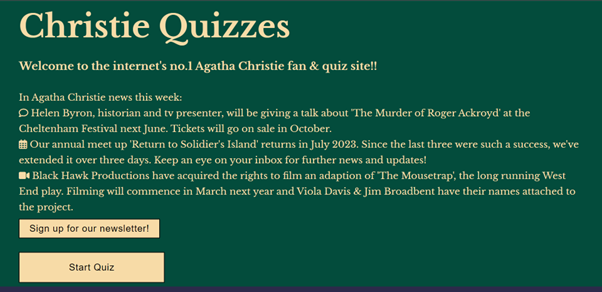 Christie Quizzes
Welcome to the internet's no.1 Agatha Christie fan & quiz site!!
In Agatha Christie news this week:
Helen Byron, historian and tv presenter, will be giving a talk about 'The Murder of Roger Ackroyd' at the
Cheltenham Festival next June. Tickets will go on sale in October.
Our annual meet up 'Return to Solidier's Island' returns in July 2023. Since the last three were such a success, we've
extended it over three days. Keep an eye on your inbox for further news and updates!
Black Hawk Productions have acquired the rights to film an adaption of 'The Mousetrap', the long running West
End play. Filming will commence in March next year and Viola Davis & Jim Broadbent have their names attached to
the project.
Sign up for our newsletter!
Start Quiz